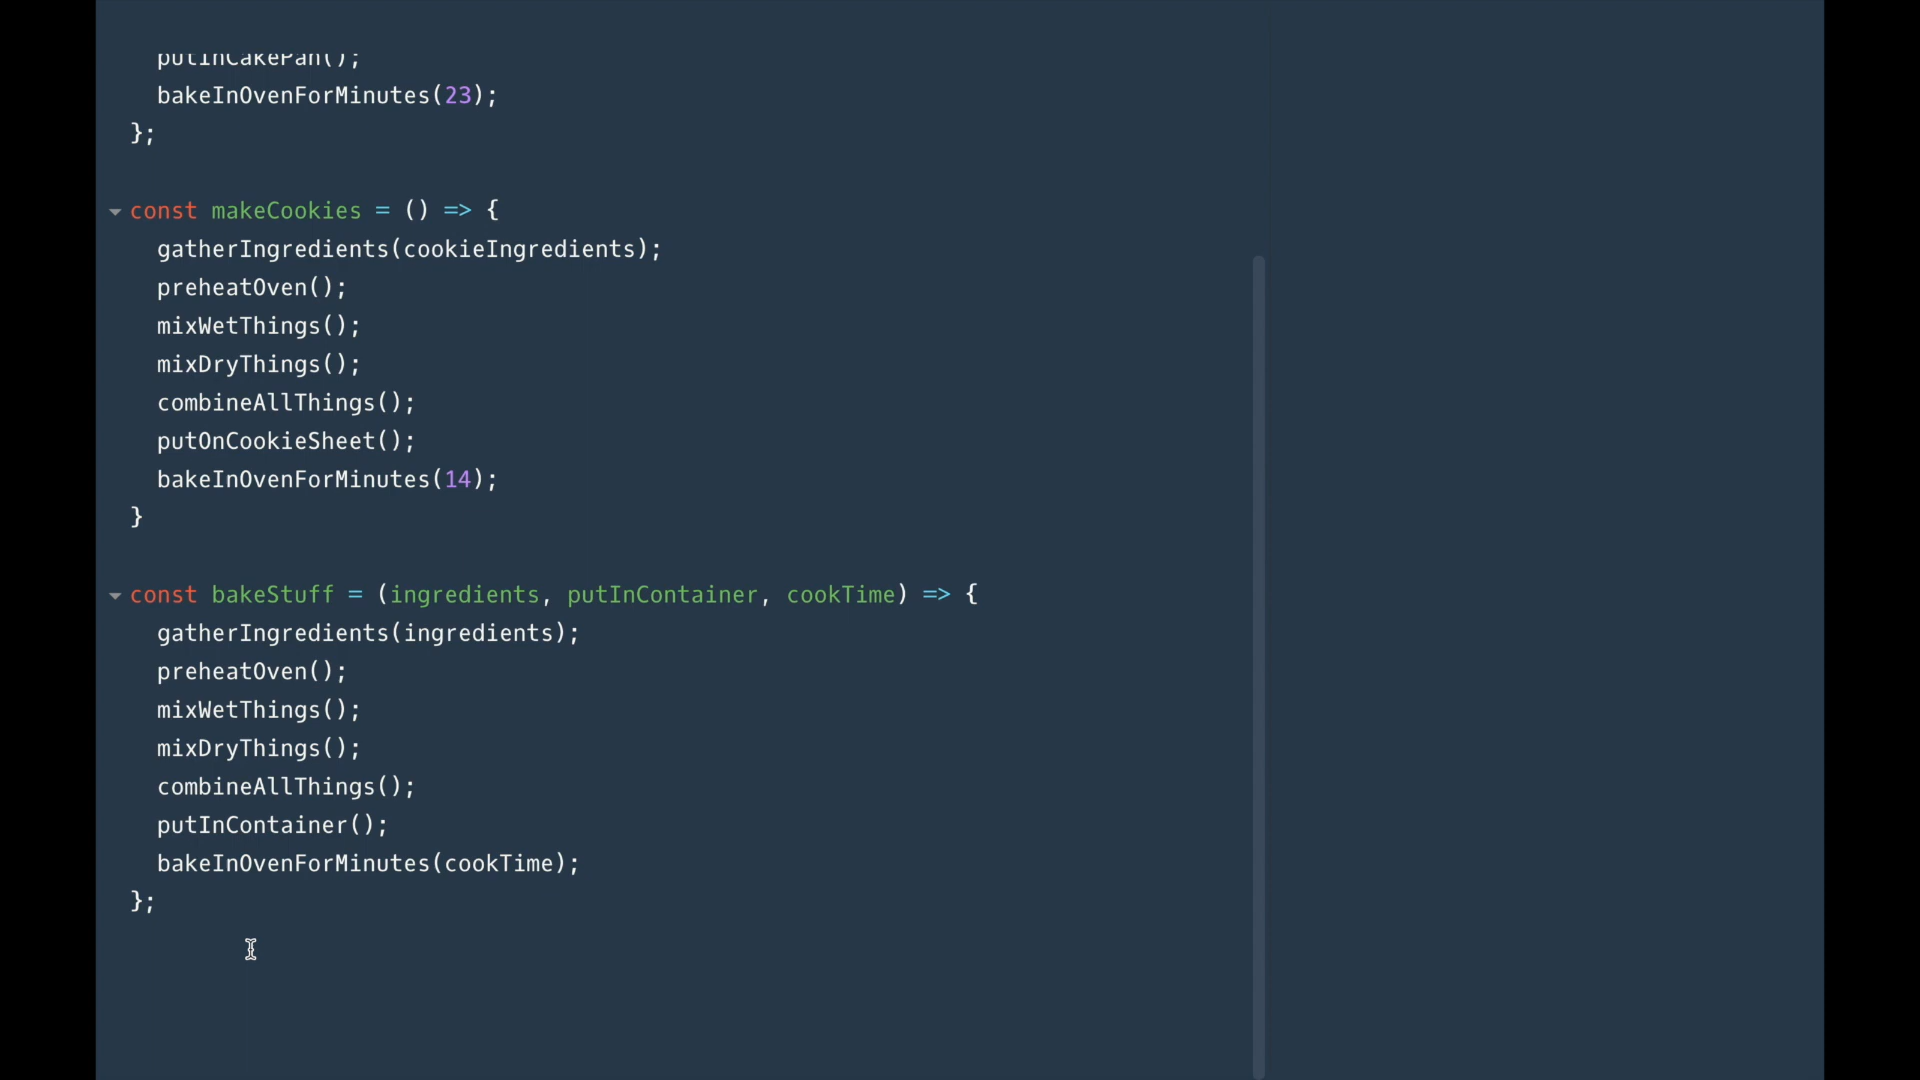 putInCakePan();
bakeInOvenForMinutes(23);
};
const makeCookies = () => {
gatherIngredients(cookieIngredients);
preheatOven();
mixWetThings();
mixDryThings();
combineAllThings();
putOnCookieSheet();
bakeInOvenForMinutes(14);
}
const bakeStuff = (ingredients, putInContainer, cookTime) => {
gatherIngredients(ingredients);
preheatOven();
mixWetThings();
mixDryThings();
combineAllThings();
putInContainer();
bakeInOvenForMinutes(cookTime);
};